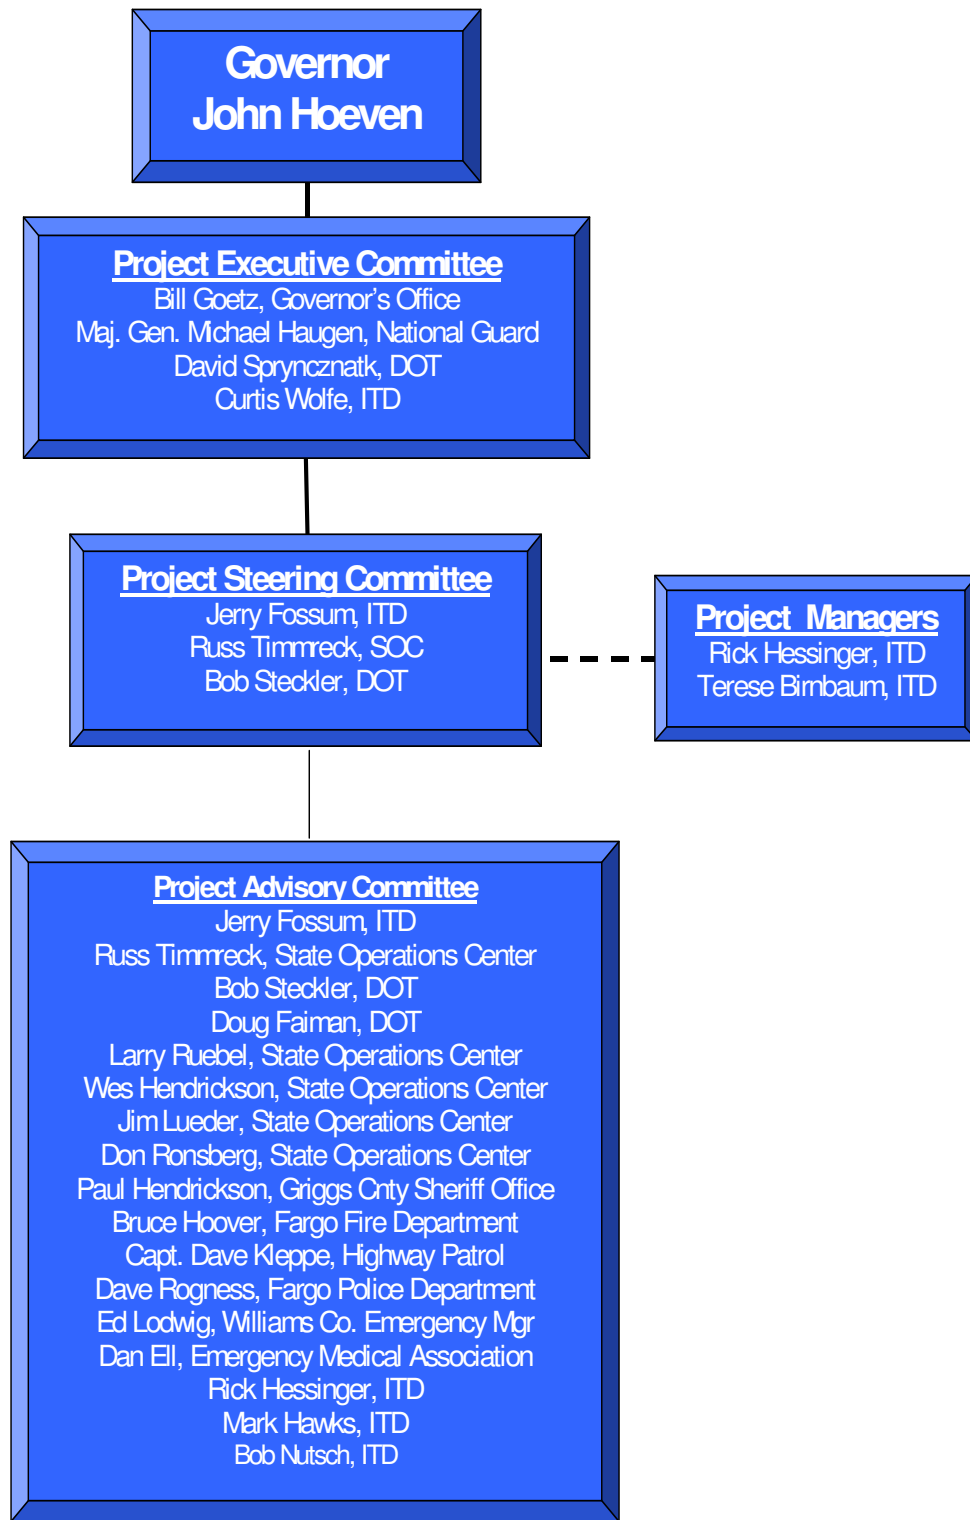 Governor
John Hoeven
Project Executive Committee
Bill Goetz, Governor's Office
Maj. Gen. Michael Haugen, National Guard
David Spryncznatk, DOT
Curtis Wolfe, ITD
Project Steering Committee
Jerry Fossum, ITD
Russ Timmreck, SOC
Bob Steckler, DOT
Project Managers
Rick Hessinger, ITD
Terese Birnbaum, ITD
Project Advisory Committee
Jerry Fossum, ITD
Russ Timmreck, State Operations Center
Bob Steckler, DOT
Doug Faiman, DOT
Larry Ruebel, State Operations Center
Wes Hendrickson, State Operations Center
Jim Lueder, State Operations Center
Don Ronsberg, State Operations Center
Paul Hendrickson, Griggs Cnty Sheriff Office
Bruce Hoover, Fargo Fire Department
Capt. Dave Kleppe, Highway Patrol
Dave Rogness, Fargo Police Department
Ed Lodwig, Williams Co. Emergency Mgr
Dan Ell, Emergency Medical Association
Rick Hessinger, ITD
Mark Hawks, ITD
Bob Nutsch, ITD